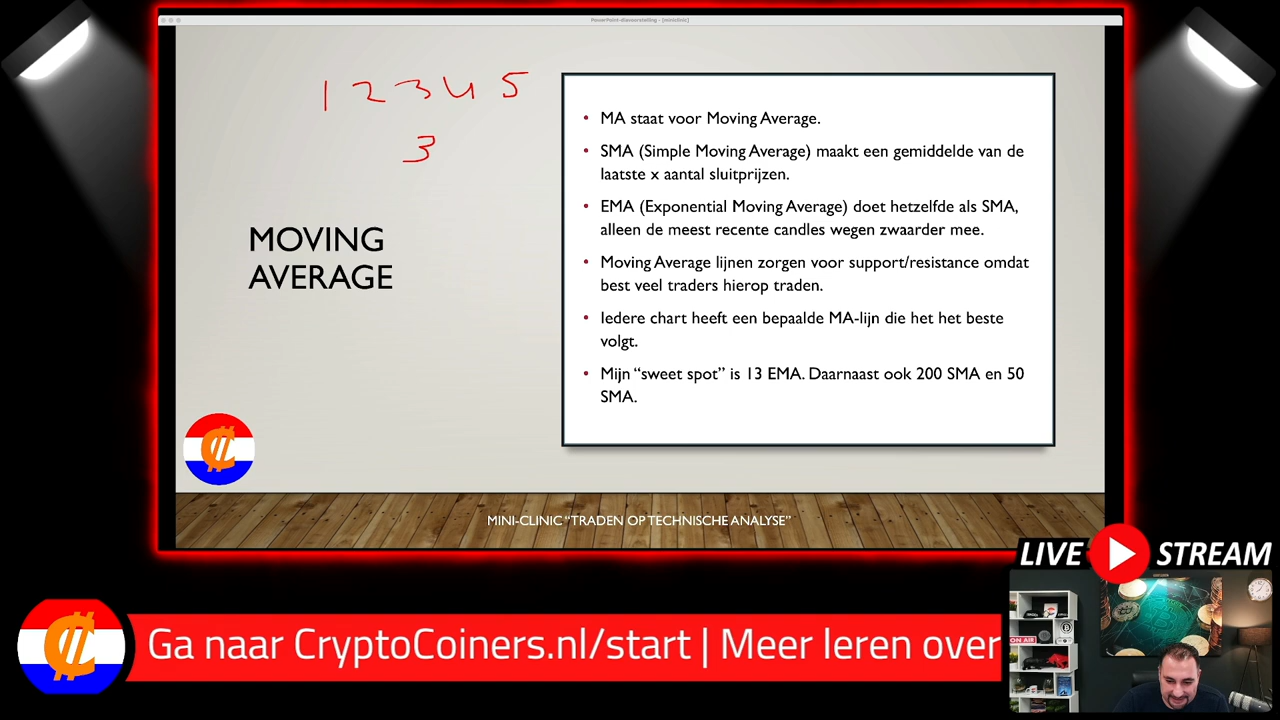 PowerPoint-diavoorstelling - [miniclinic]
1 2 3 4 5
3
MOVING
AVERAGE
• MA staat voor Moving Average.
• SMA (Simple Moving Average) maakt een gemiddelde van de
laatste x aantal sluitprijzen.
• EMA (Exponential Moving Average) doet hetzelfde als SMA,
alleen de meest recente candles wegen zwaarder mee.
• Moving Average lijnen zorgen voor support/resistance omdat
best veel traders hierop traden.
• Iedere chart heeft een bepaalde MA-lijn die het het beste
volgt.
• Mijn “sweet spot” is 13 EMA. Daarnaast ook 200 SMA en 50
SMA.
MINI-CLINIC “TRADEN OP TECHNISCHE ANALYSE”
LIVE STREAM
ON AIR
Ga naar CryptoCoiners.nl/start | Meer leren over